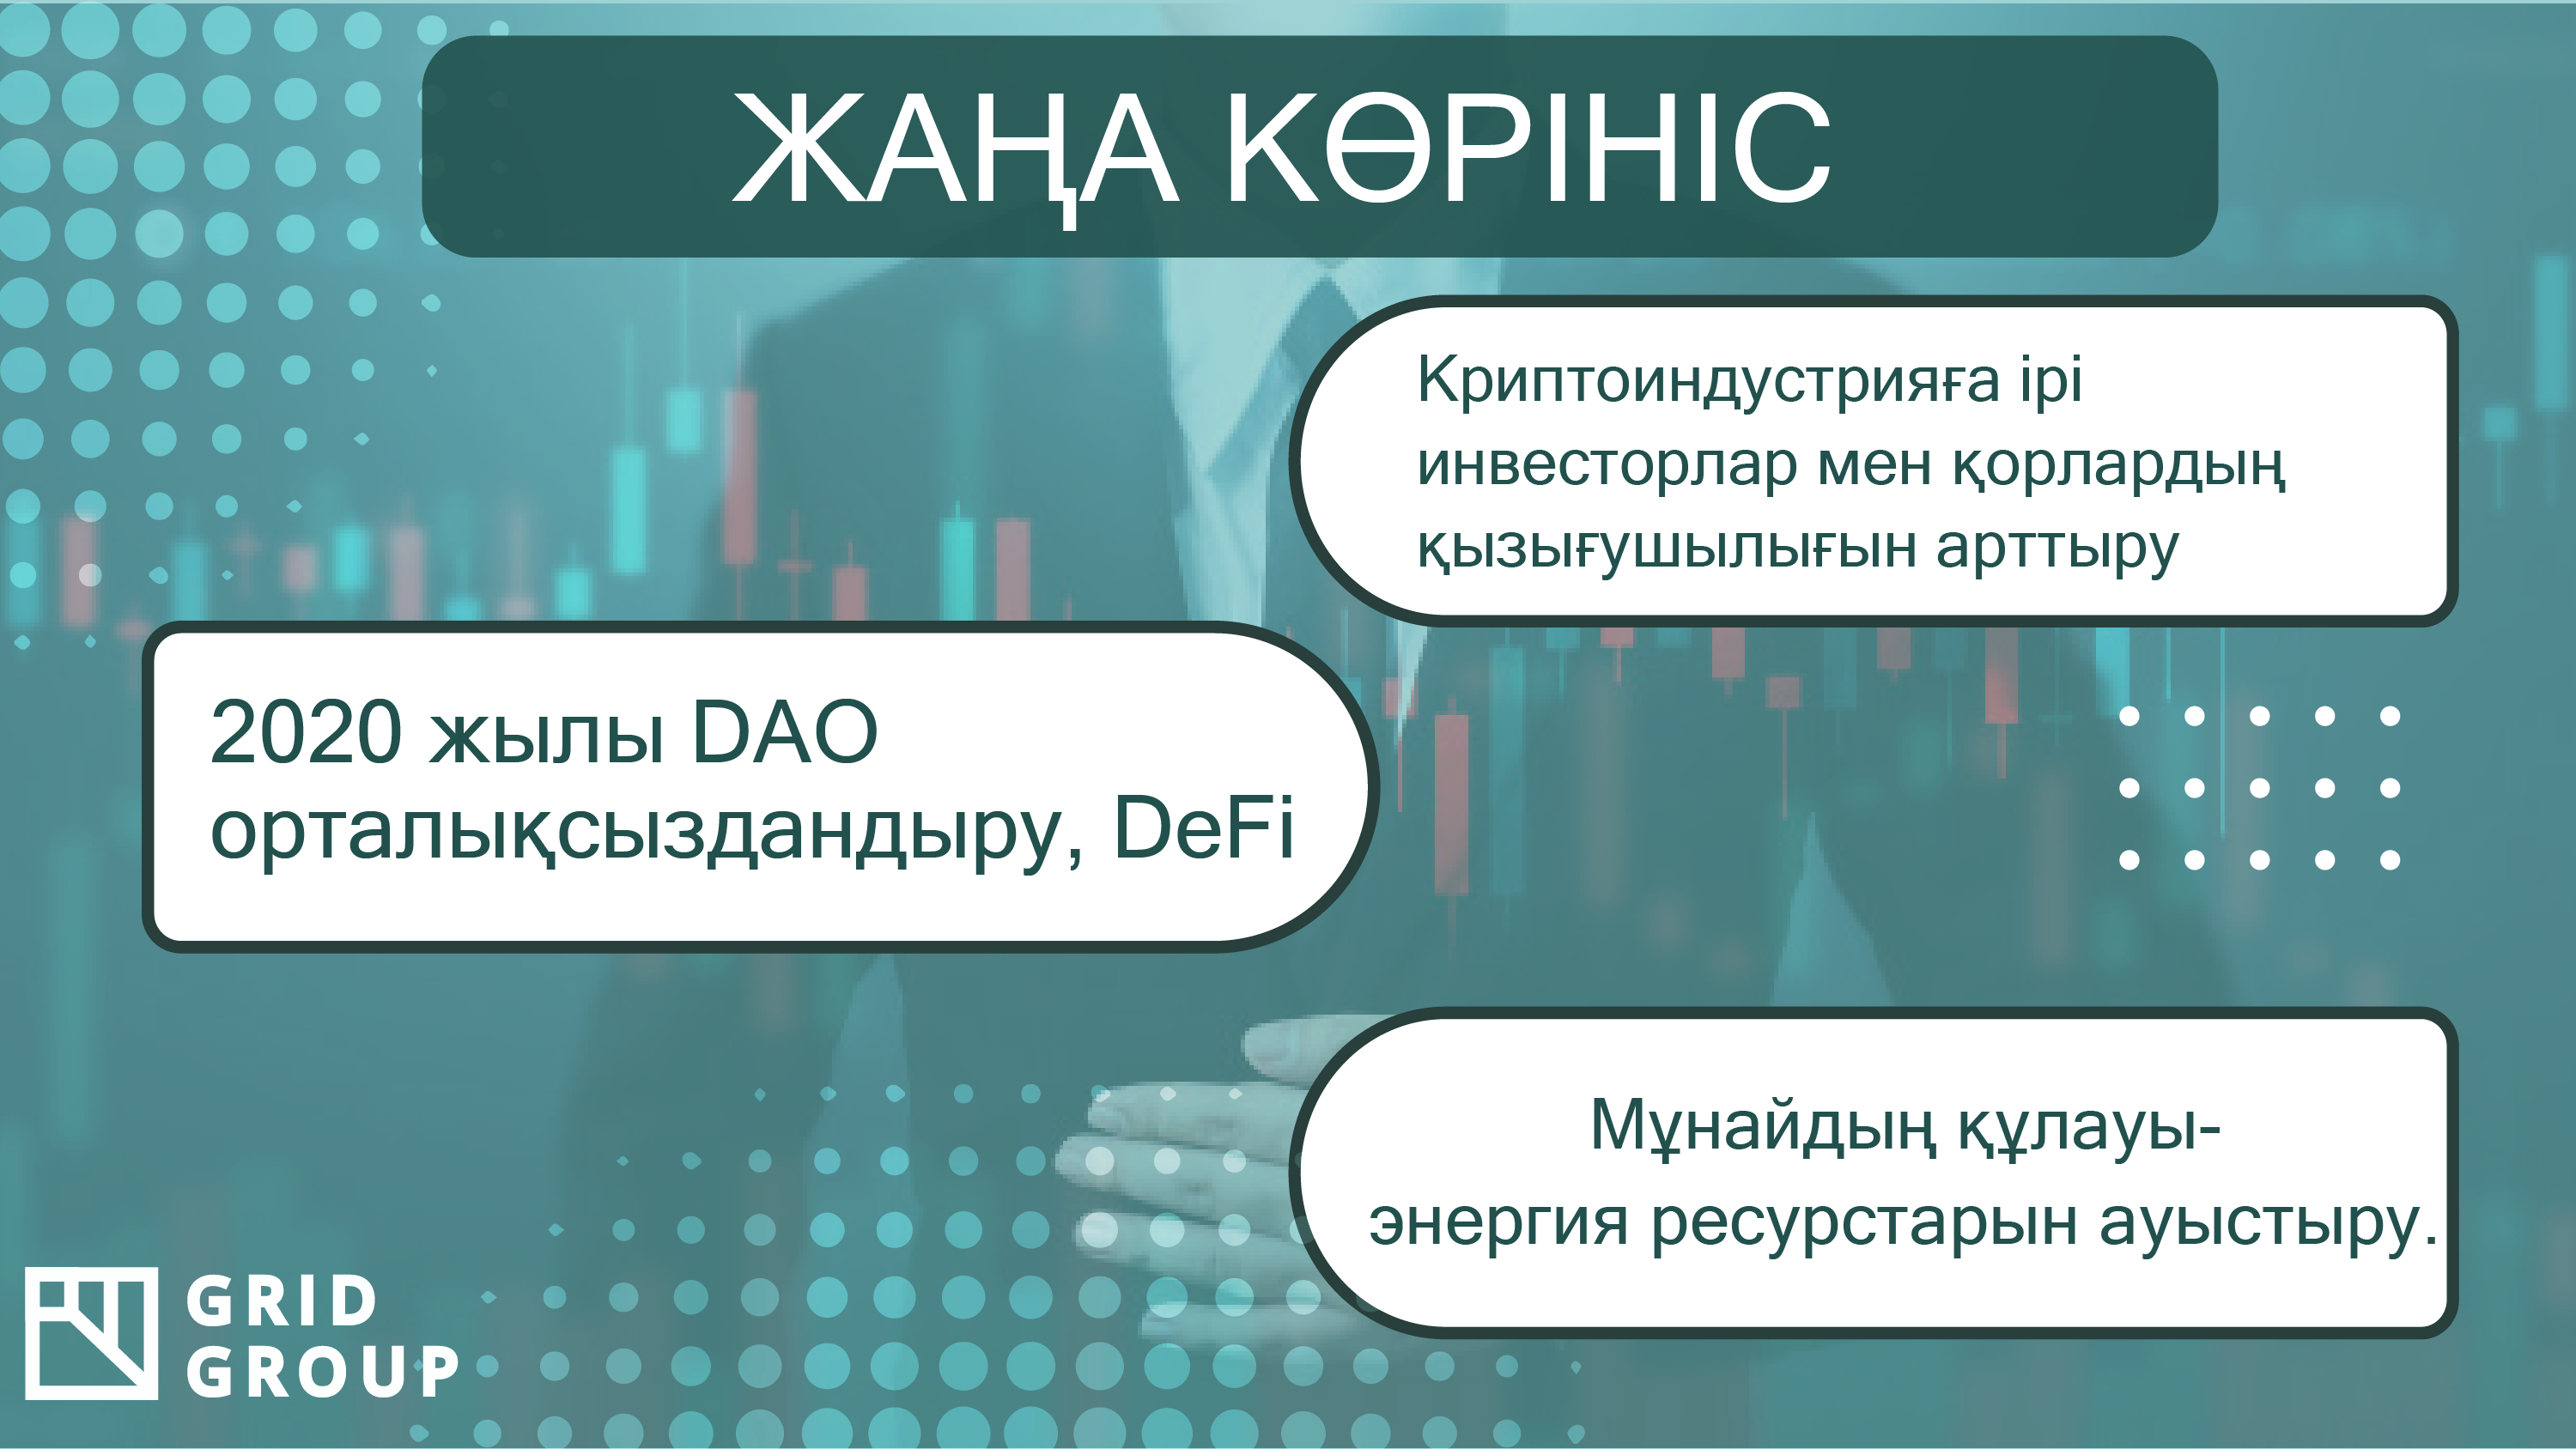 ЖАҢА КӨРІНІС
Криптоиндустрияға ірі
инвесторлар мен қорлардың
қызығушылығын арттыру
2020 жылы DAO
орталықсыздандыру, DeFi
Мұнайдың құлауы-
энергия ресурстарын ауыстыру.
GRID
GROUP